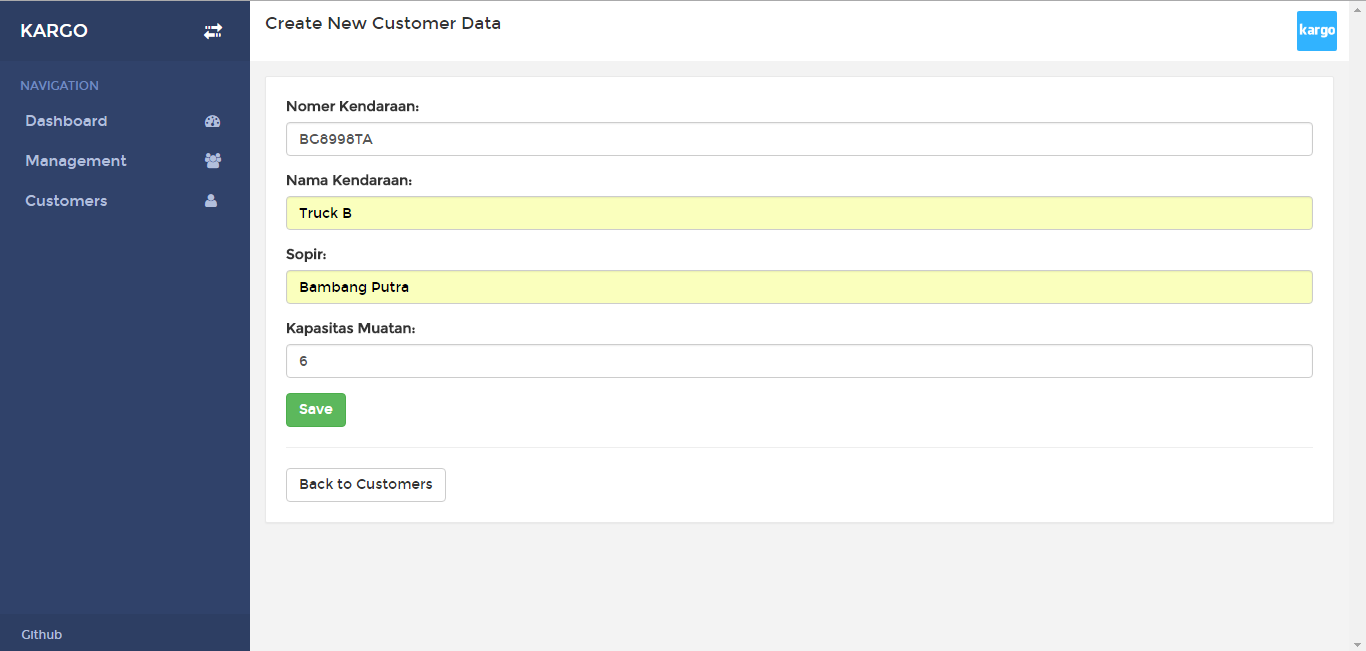 KARGO
Create New Customer Data
kargo
NAVIGATION
Dashboard
Management
Customers
Nomer Kendaraan:
BG8998TA
Nama Kendaraan:
Truck B
Sopir:
Bambang Putra
Kapasitas Muatan:
6
Save
Back to Customers
Github